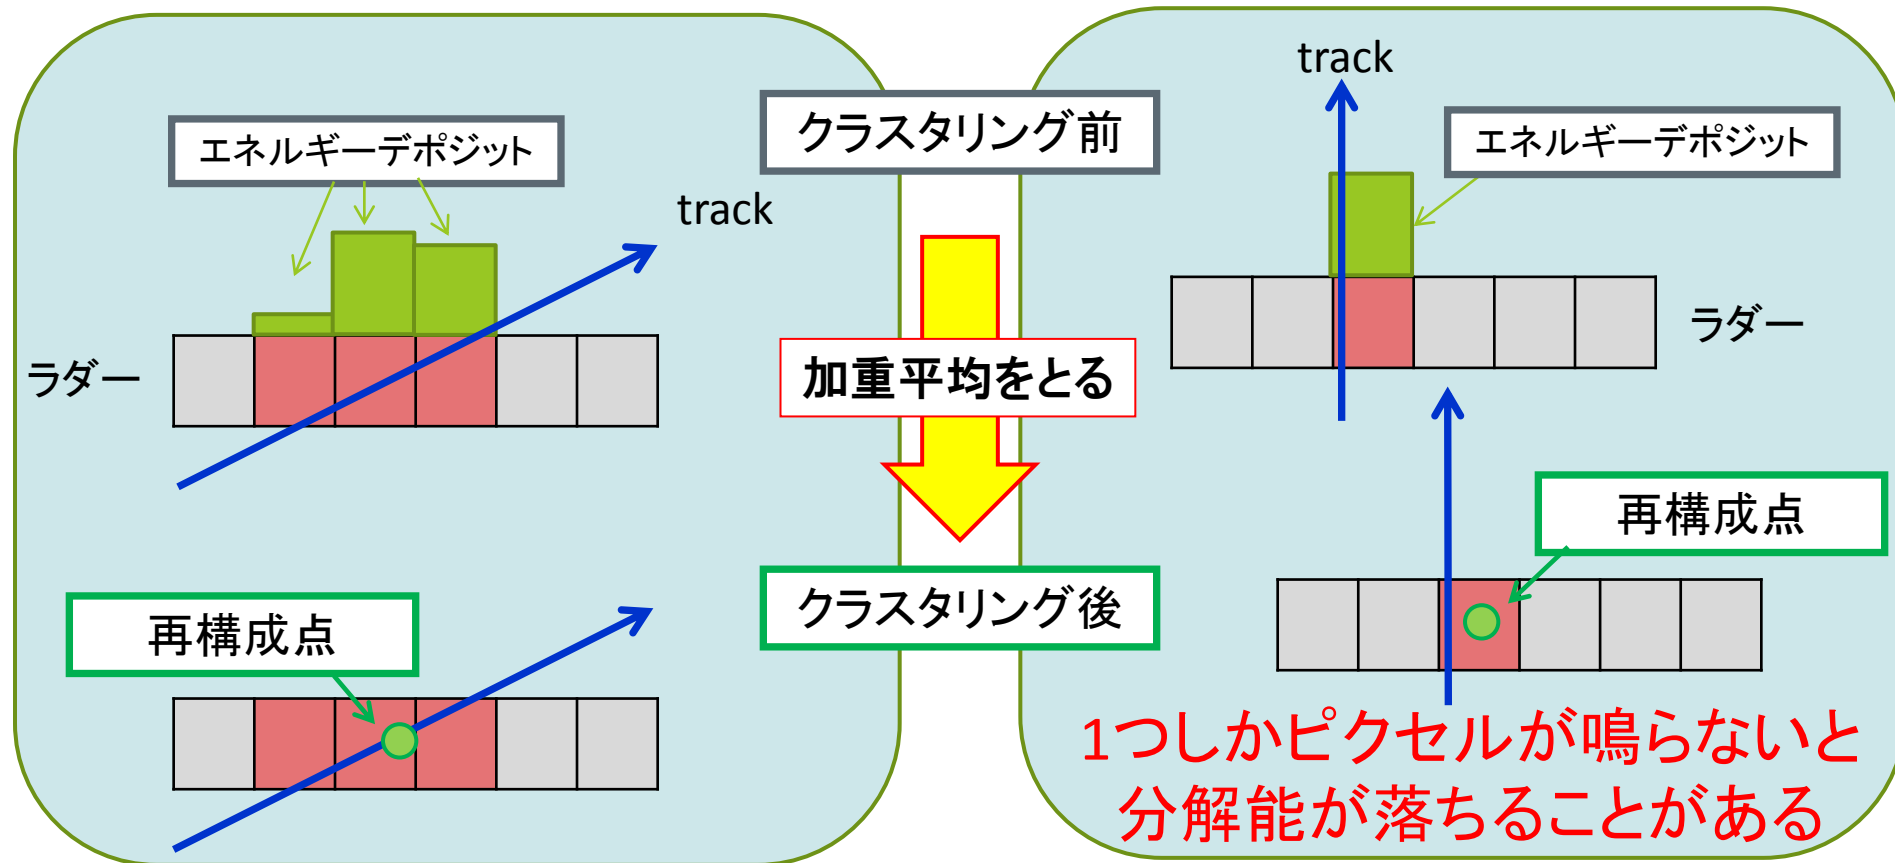 エネルギーデポジット
track
ラダー
再構成点
クラスタリング前
加重平均をとる
クラスタリング後
track
エネルギーデポジット
ラダー
再構成点
1つしかピクセルが鳴らないと
分解能が落ちることがある